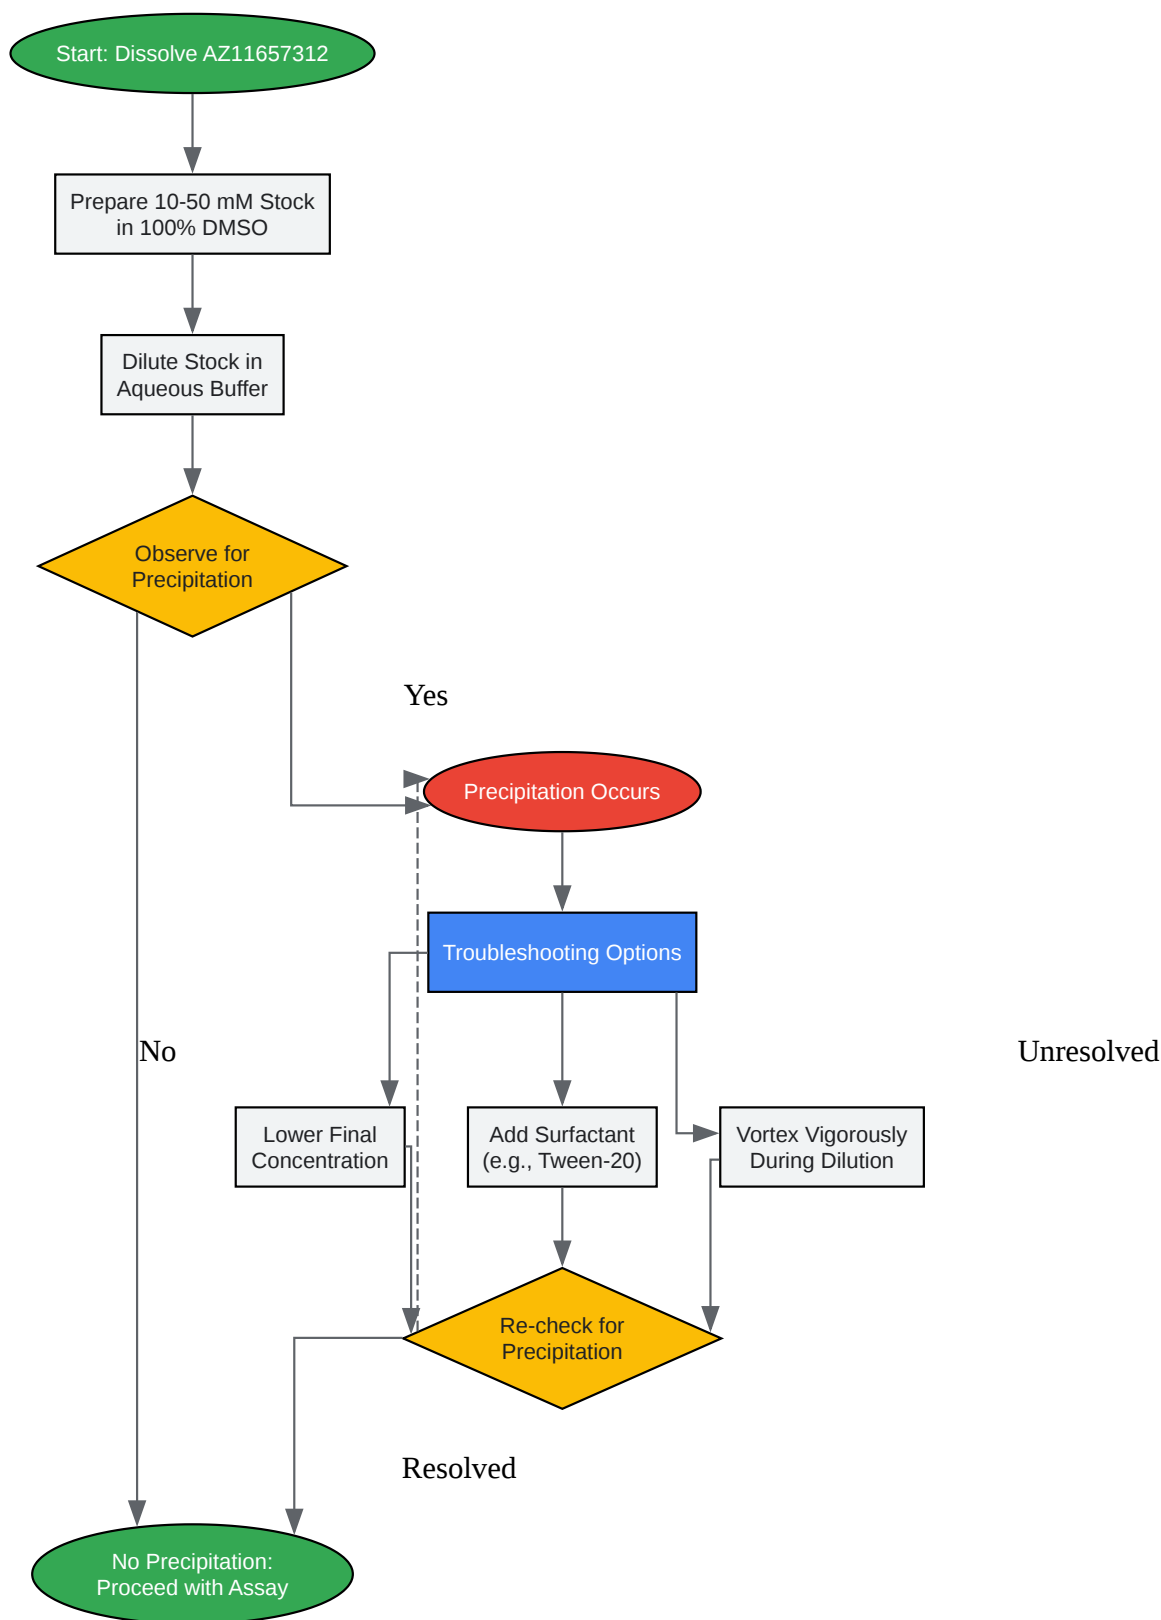 Start: Dissolve AZ11657312
Prepare 10-50 mM Stock
in 100% DMSO
Dilute Stock in
Aqueous Buffer
Observe for
Precipitation
Yes
Precipitation Occurs
Troubleshooting Options
No
Unresolved
Lower Final
Concentration
Add Surfactant
(e.g., Tween-20)
Vortex Vigorously
During Dilution
Re-check for
Precipitation
Resolved
No Precipitation:
Proceed with Assay